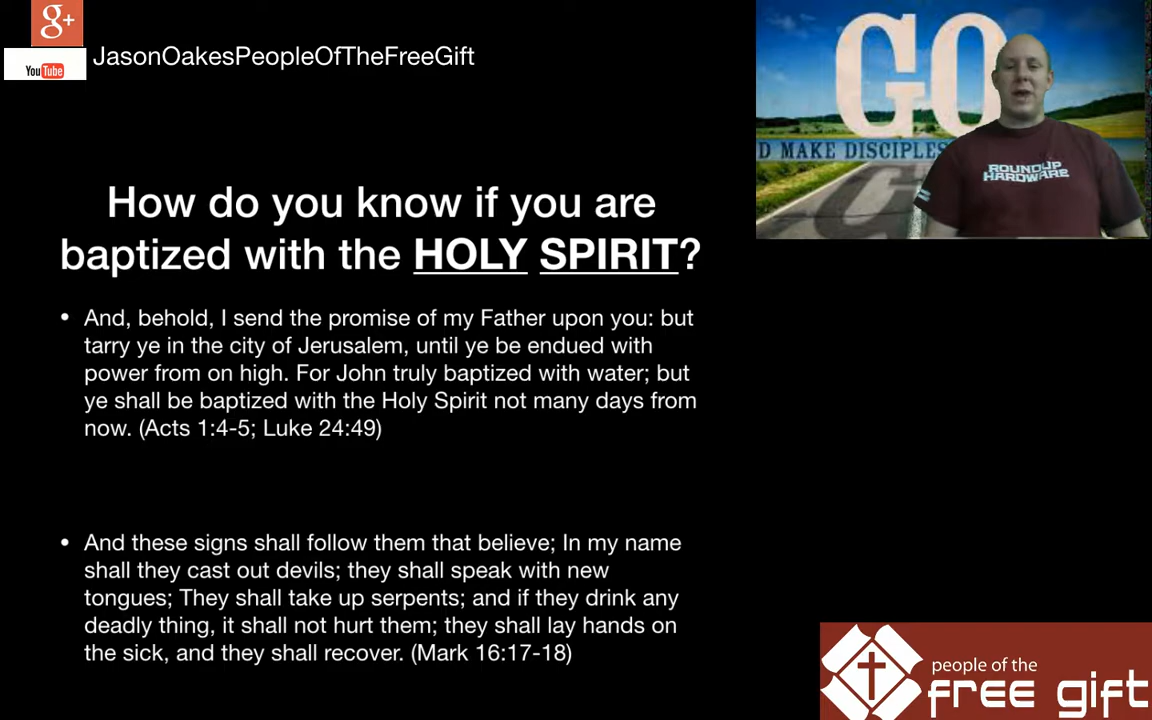 g+
YouTube
JasonOakesPeopleOfTheFreeGift
GO
D MAKE DISCIPLES
GO
ROUNDUP
HARDWARE
How do you know if you are
baptized with the HOLY SPIRIT?
• And, behold, I send the promise of my Father upon you: but
tarry ye in the city of Jerusalem, until ye be endued with
power from on high. For John truly baptized with water; but
ye shall be baptized with the Holy Spirit not many days from
now. (Acts 1:4-5; Luke 24:49)
• And these signs shall follow them that believe; In my name
shall they cast out devils; they shall speak with new
tongues; They shall take up serpents; and if they drink any
deadly thing, it shall not hurt them; they shall lay hands on
the sick, and they shall recover. (Mark 16:17-18)
people of the
free gift